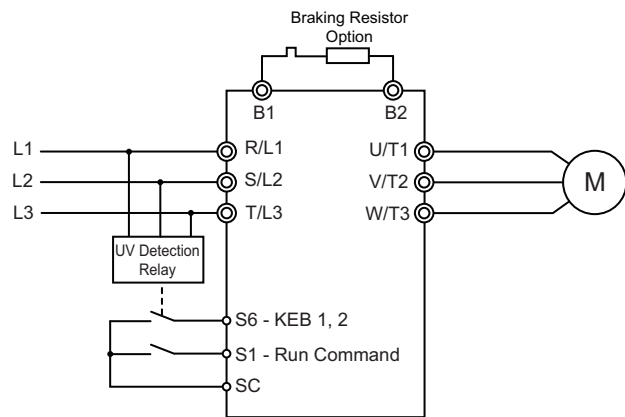 Braking Resistor
Option
B1
B2
L1
R/L1
U/T1
L2
S/L2
V/T2
M
L3
T/L3
W/T3
UV Detection
Relay
S6 - KEB 1, 2
S1 - Run Command
SC